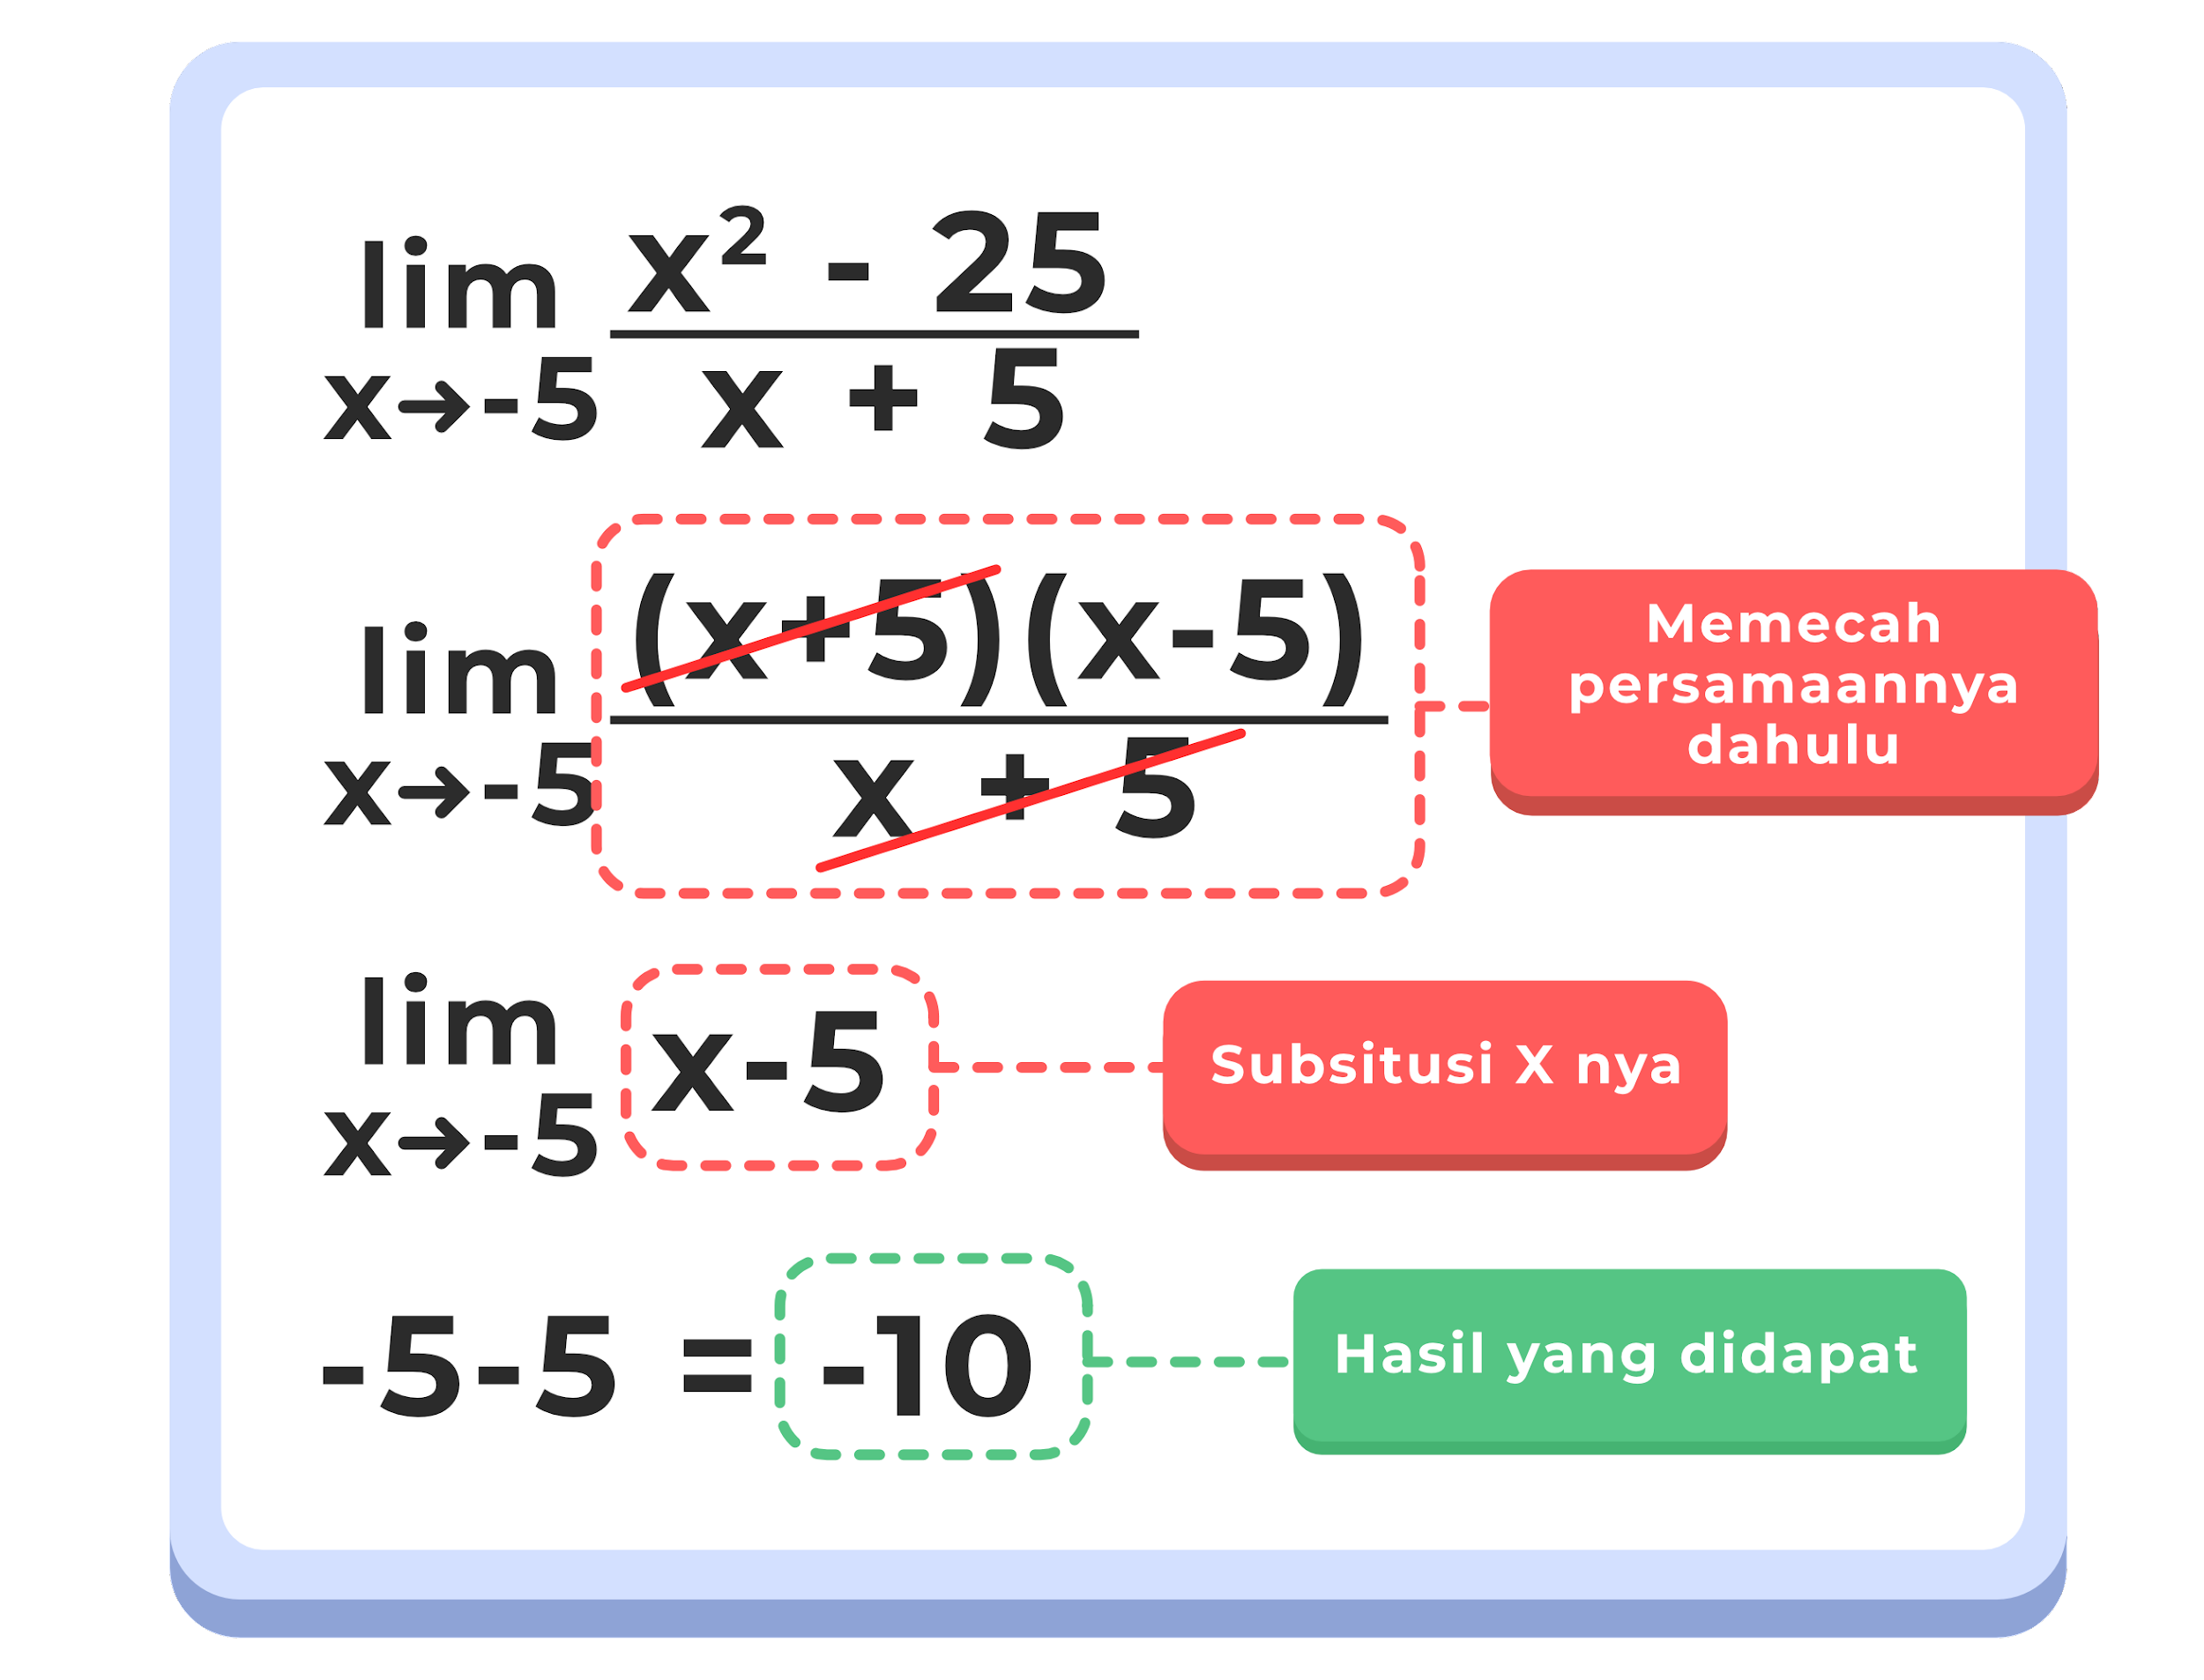 lim x² - 25
x→-5 x + 5
lim (x+5)(x-5)
x→-5 x + 5
Memecah
persamaannya
dahulu
lim x-5
x→-5
Subsitusi X nya
-5-5 = -10
Hasil yang didapat